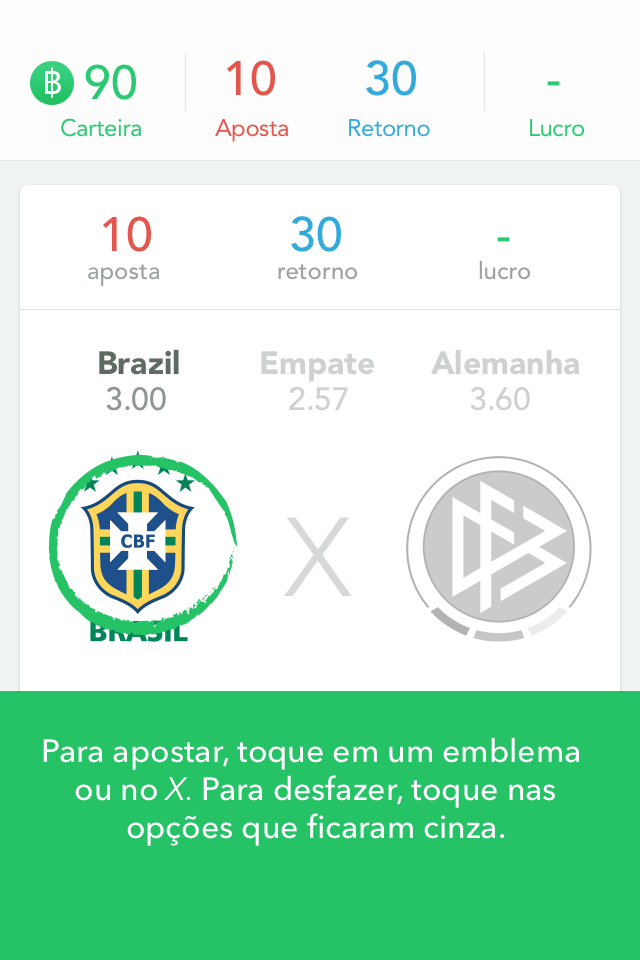 ฿ 90 10 30 -
Carteira Aposta Retorno Lucro
10 30 -
aposta retorno lucro
Brazil Empate Alemanha
3.00 2.57 3.60
CBF
X
BRASIL
Para apostar, toque em um emblema
ou no X. Para desfazer, toque nas
opções que ficaram cinza.